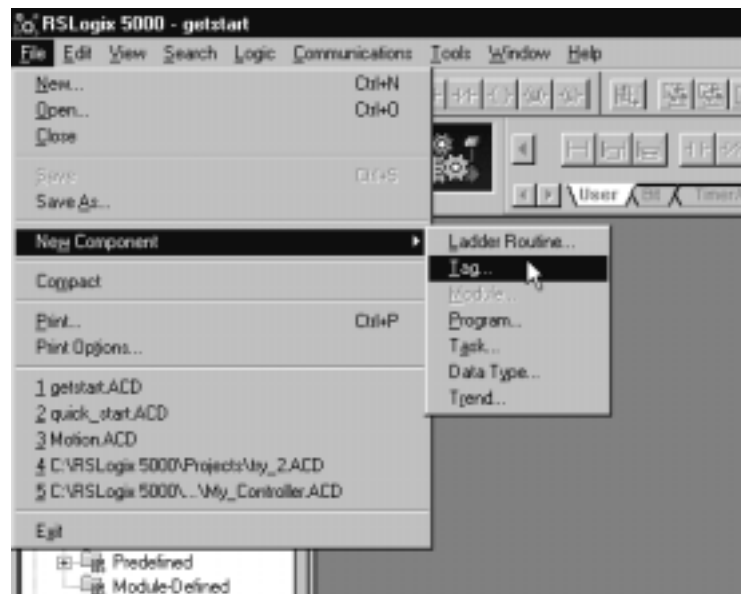 RSLogix 5000 - getstart
File Edit View Search Logic Communications Tools Window Help
New... Ctrl+N
Open... Ctrl+O
Close
Save Ctrl+S
Save As...
New Component
Compact
Print... Ctrl+P
Print Options...
1 getstart.ACD
2 quick_start.ACD
3 Motion.ACD
4 C:\RSLogix 5000\Projects\try_2.ACD
5 C:\RSLogix 5000\...\My_Controller.ACD
Exit
Ladder Routine...
Tag...
Module...
Program...
Task...
Data Type...
Trend...
User Bit
Predefined
Module-Defined